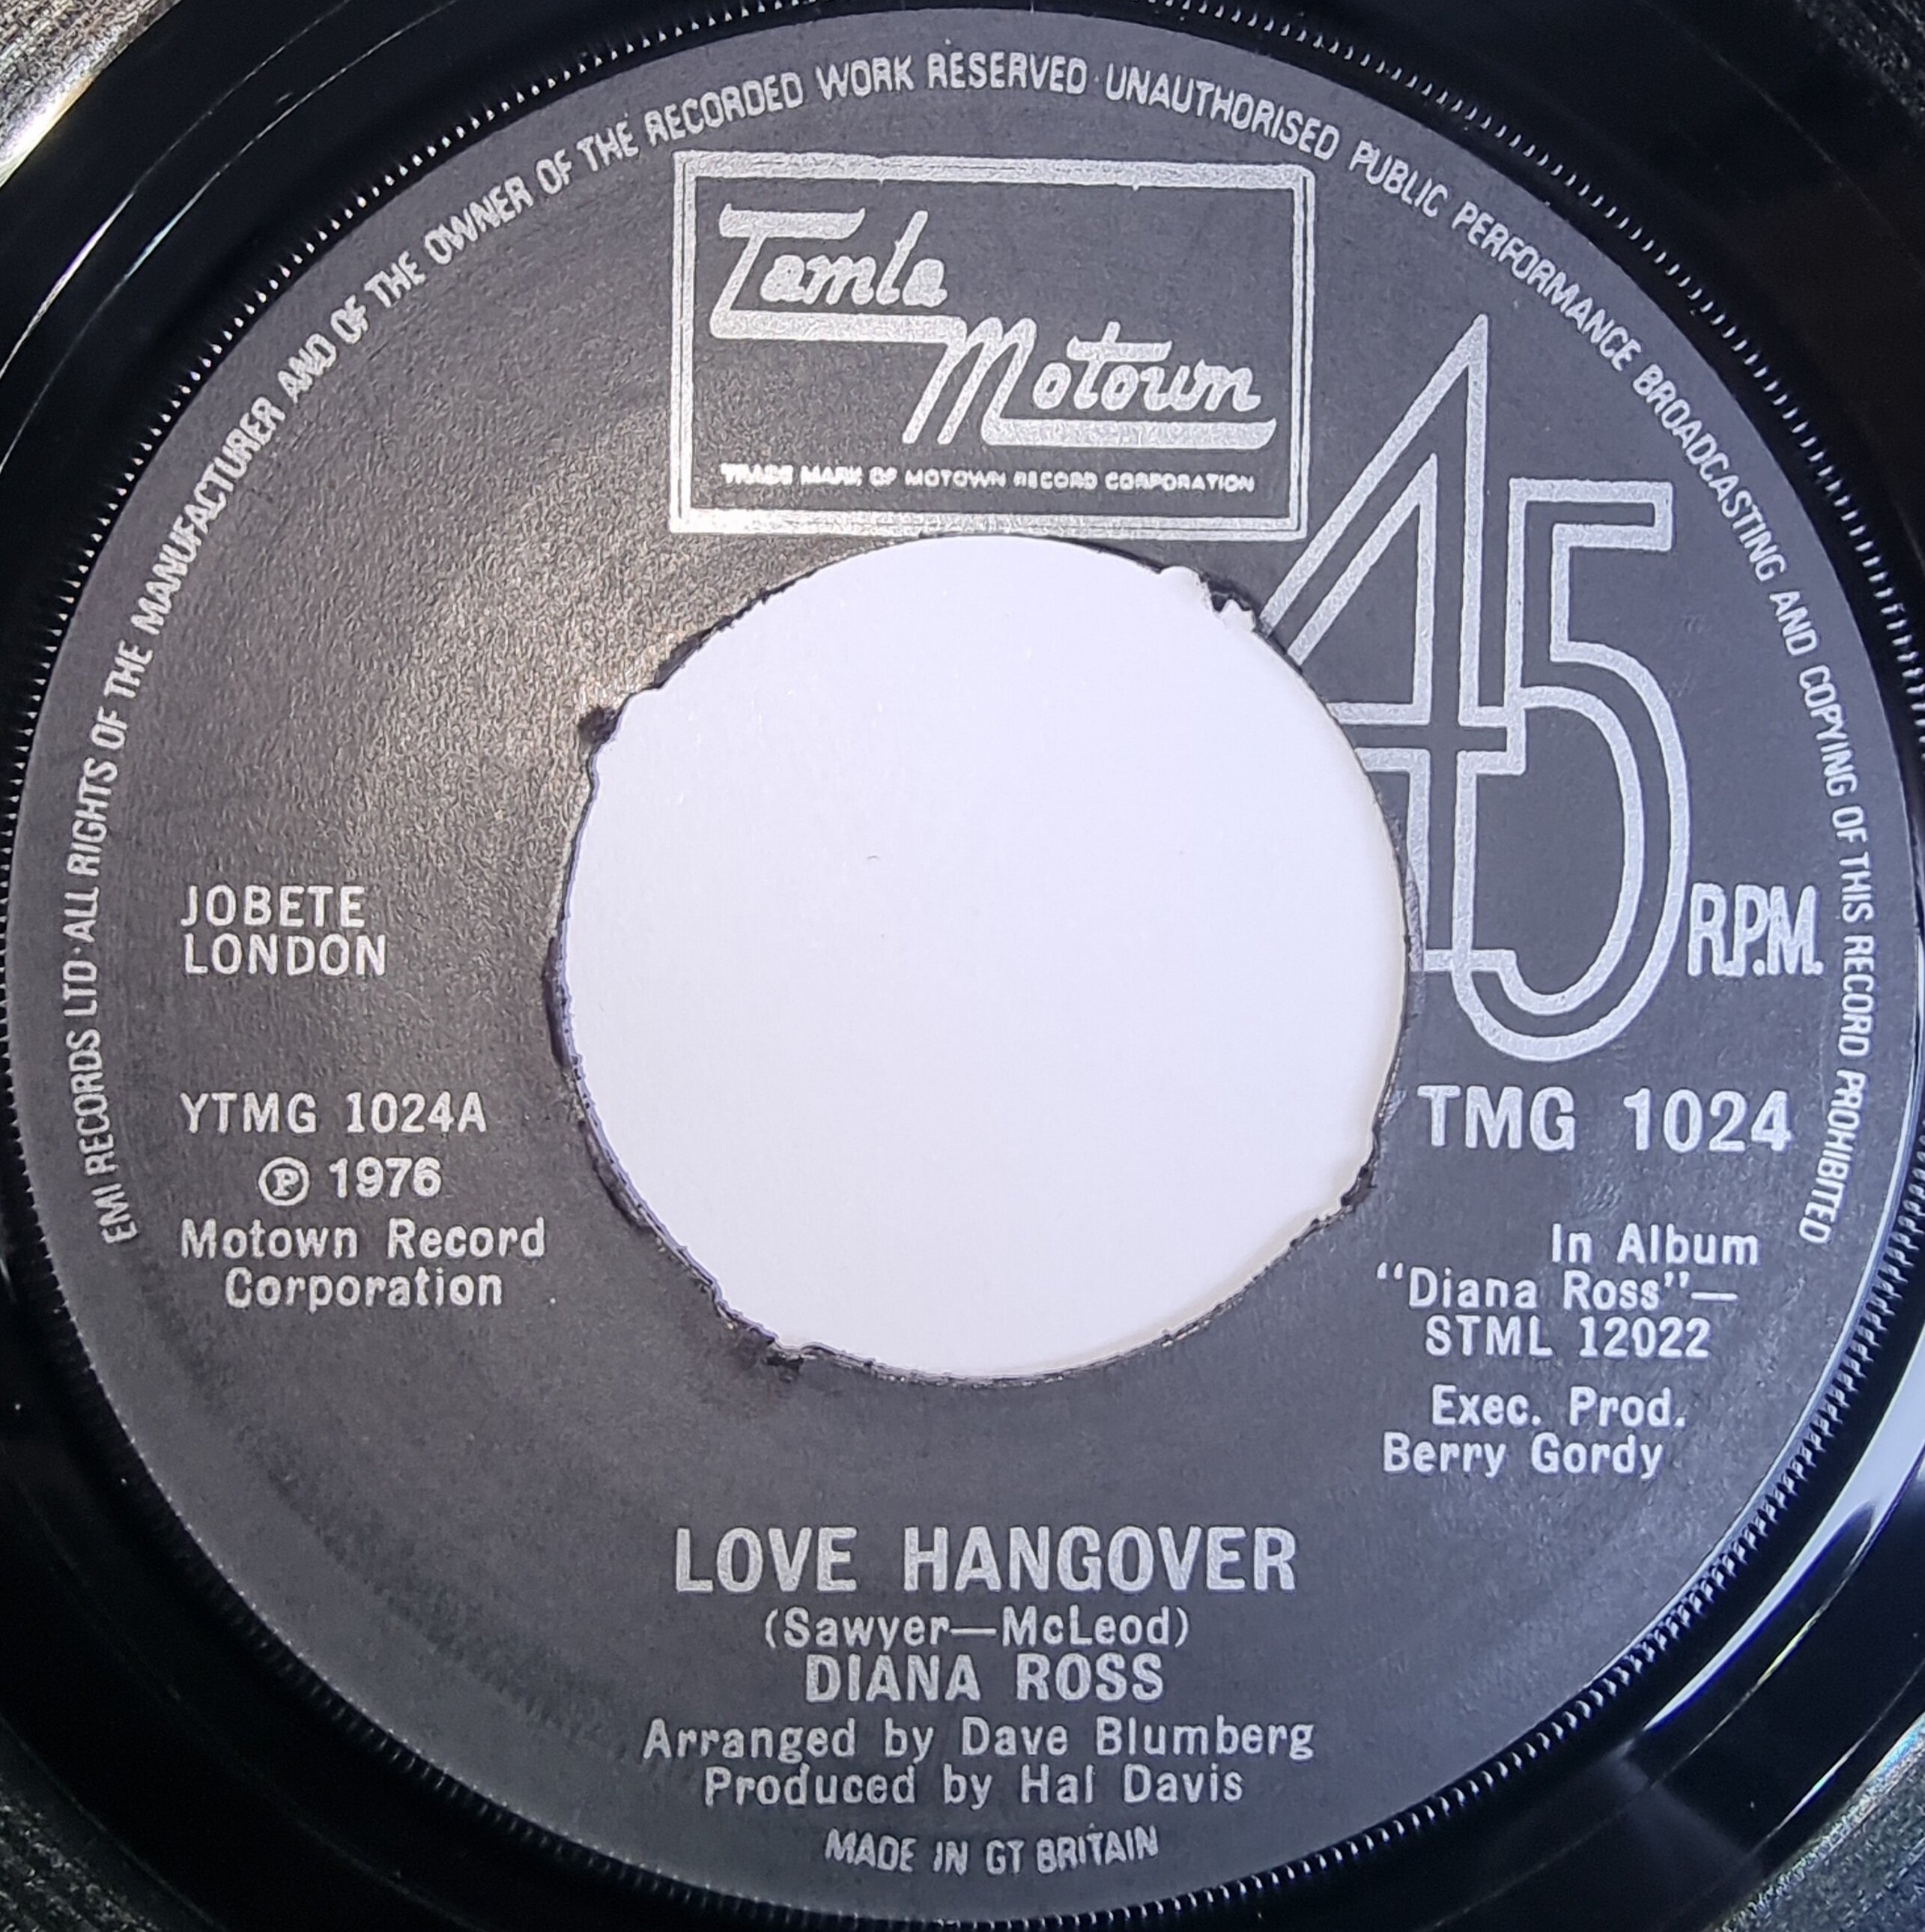 EMI RECORDS LTD · ALL RIGHTS OF THE MANUFACTURER AND OF THE OWNER OF THE RECORDED WORK RESERVED · UNAUTHORISED PUBLIC PERFORMANCE BROADCASTING AND COPYING OF THIS RECORD PROHIBITED
Tamla
Motown
TRADE MARK OF MOTOWN RECORD CORPORATION
45
R.P.M.
JOBETE
LONDON
YTMG 1024A
Ⓟ 1976
Motown Record
Corporation
TMG 1024
In Album
“Diana Ross”—
STML 12022
Exec. Prod.
Berry Gordy
LOVE HANGOVER
(Sawyer—McLeod)
DIANA ROSS
Arranged by Dave Blumberg
Produced by Hal Davis
MADE IN GT BRITAIN